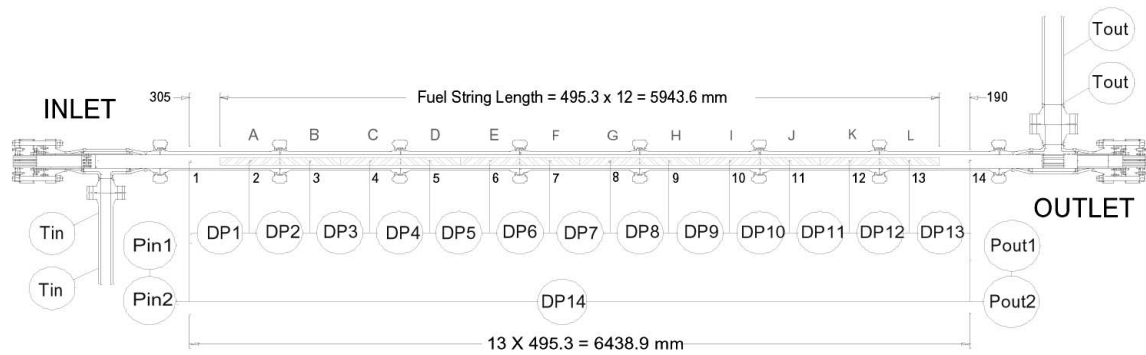 Tout
Tout
INLET
305
Fuel String Length = 495.3 x 12 = 5943.6 mm
190
A B C D E F G H I J K L
1 2 3 4 5 6 7 8 9 10 11 12 13 14
OUTLET
Tin
Pin1
DP1 DP2 DP3 DP4 DP5 DP6 DP7 DP8 DP9 DP10 DP11 DP12 DP13
Pout1
Tin
Pin2
DP14
Pout2
13 X 495.3 = 6438.9 mm